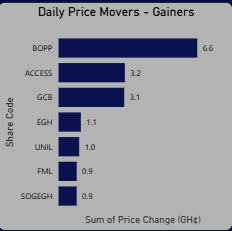 Daily Price Movers - Gainers
Share Code
BOPP 6.6
ACCESS 3.2
GCB 3.1
EGH 1.1
UNIL 1.0
FML 0.9
SOGEGH 0.9
Sum of Price Change (GH¢)